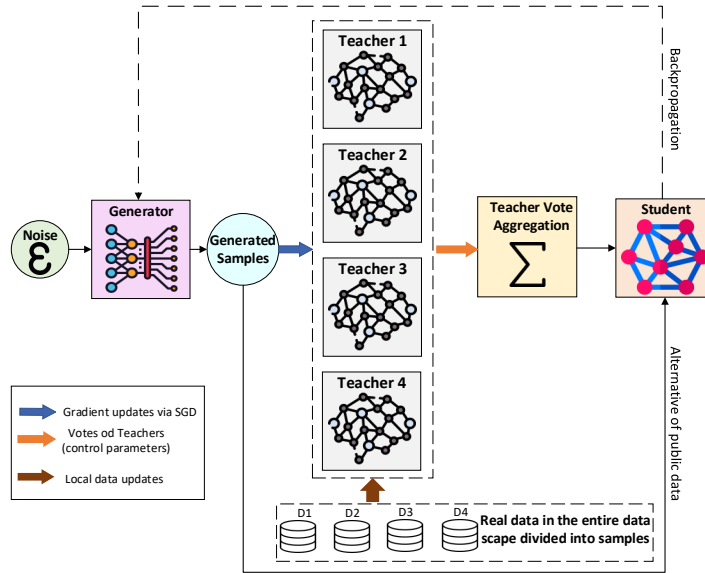 Teacher 1
Backpropagation
Teacher 2
Noise
ε
Generator
Generated
Samples
Teacher Vote
Aggregation
∑
Student
Teacher 3
Teacher 4
Alternative of public data
Gradient updates via SGD
Votes od Teachers
(control parameters)
Local data updates
D1
D2
D3
D4
Real data in the entire data
scape divided into samples